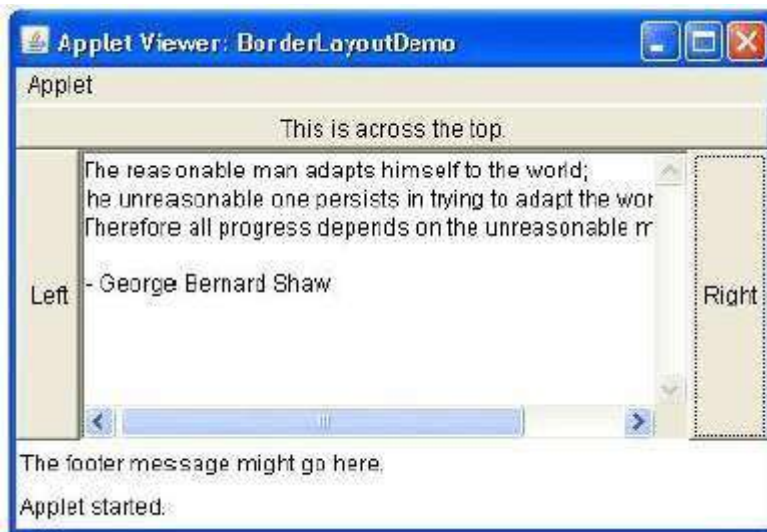 Applet Viewer: BorderLayoutDemo
Applet
This is across the top.
The reasonable man adapts himself to the world;
he unreasonable one persists in trying to adapt the wor
Therefore all progress depends on the unreasonable m
- George Bernard Shaw
Left
Right
The footer message might go here.
Applet started.